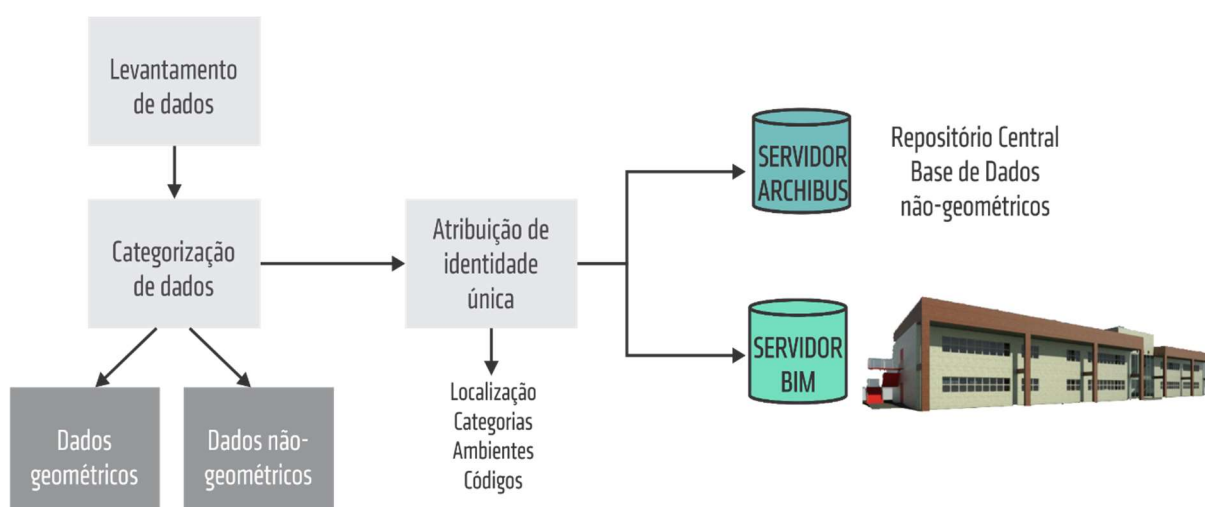 Levantamento
de dados
Categorização
de dados
Dados
geométricos
Dados não-
geométricos
Atribuição de
identidade
única
Localização
Categorias
Ambientes
Códigos
SERVIDOR
ARCHIBUS
Repositório Central
Base de Dados
não-geométricos
SERVIDOR
BIM